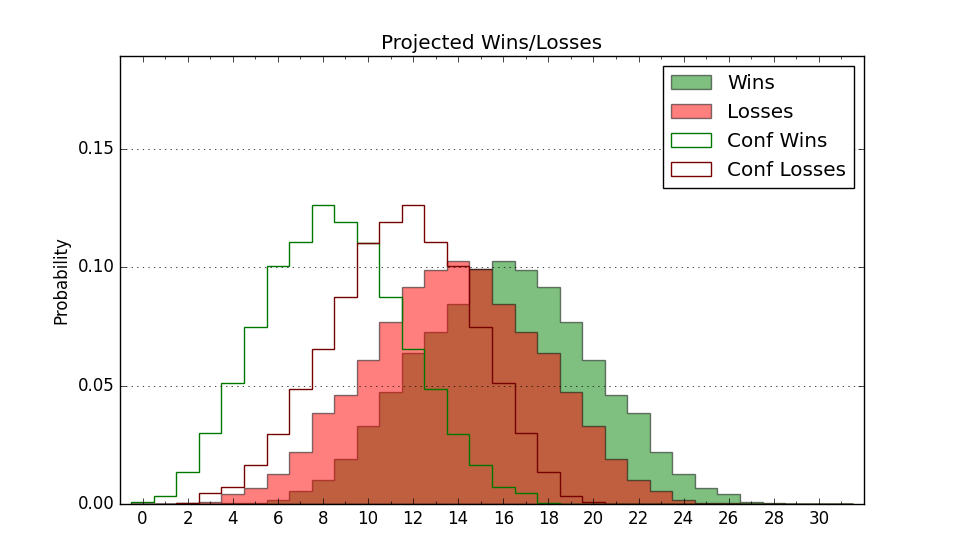 Projected Wins/Losses
Wins
Losses
Conf Wins
Conf Losses
Probability
0.15
0.10
0.05
0.00
0 2 4 6 8 10 12 14 16 18 20 22 24 26 28 30